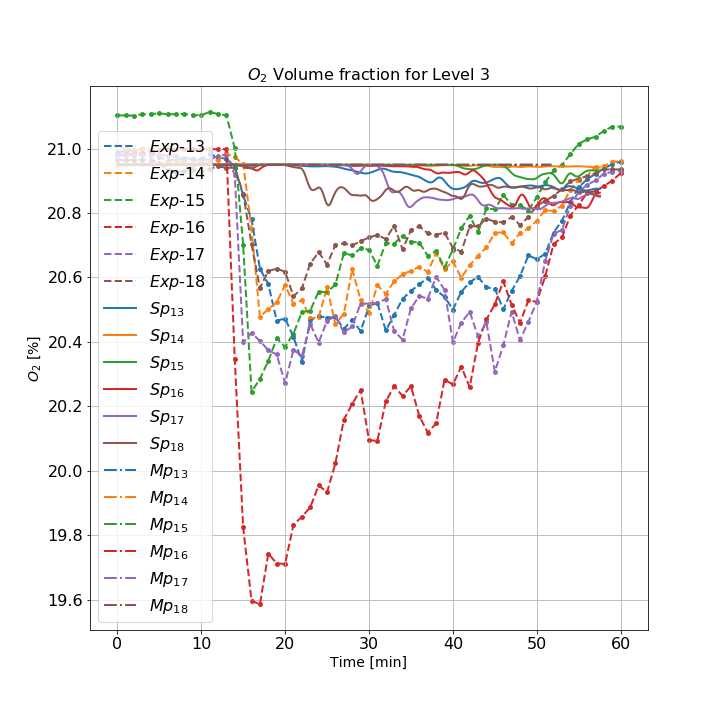 O2 Volume fraction for Level 3
O2 [%]
21.0
20.8
20.6
20.4
20.2
20.0
19.8
19.6
Exp-13
Exp-14
Exp-15
Exp-16
Exp-17
Exp-18
Sp13
Sp14
Sp15
Sp16
Sp17
Sp18
Mp13
Mp14
Mp15
Mp16
Mp17
Mp18
0 10 20 30 40 50 60
Time [min]